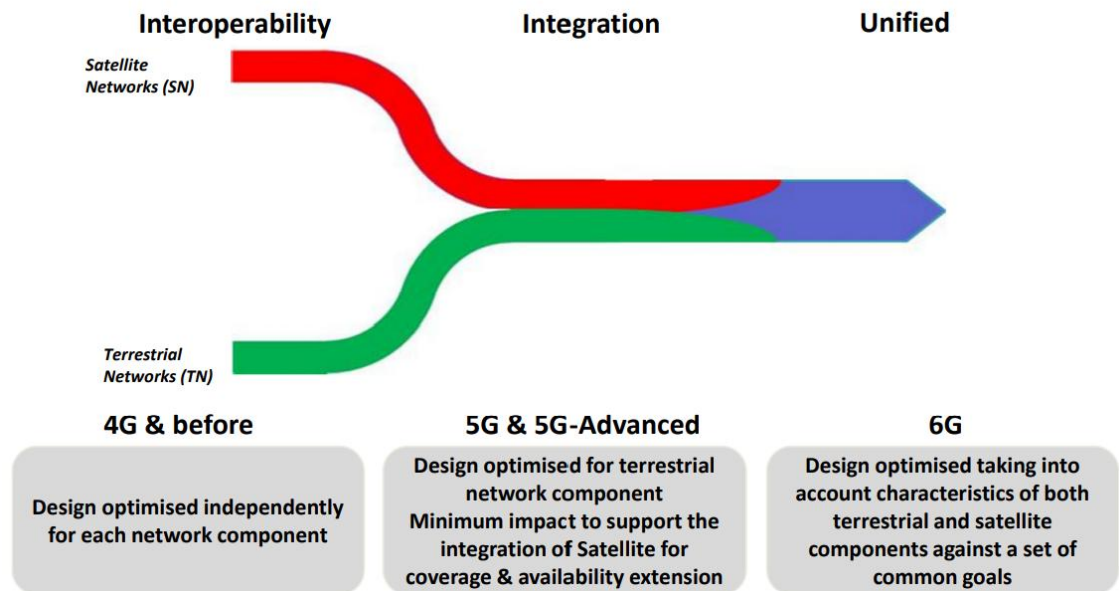 Interoperability
Integration
Unified
Satellite
Networks (SN)
Terrestrial
Networks (TN)
4G & before
5G & 5G-Advanced
6G
Design optimised independently
for each network component
Design optimised for terrestrial
network component
Minimum impact to support the
integration of Satellite for
coverage & availability extension
Design optimised taking into
account characteristics of both
terrestrial and satellite
components against a set of
common goals